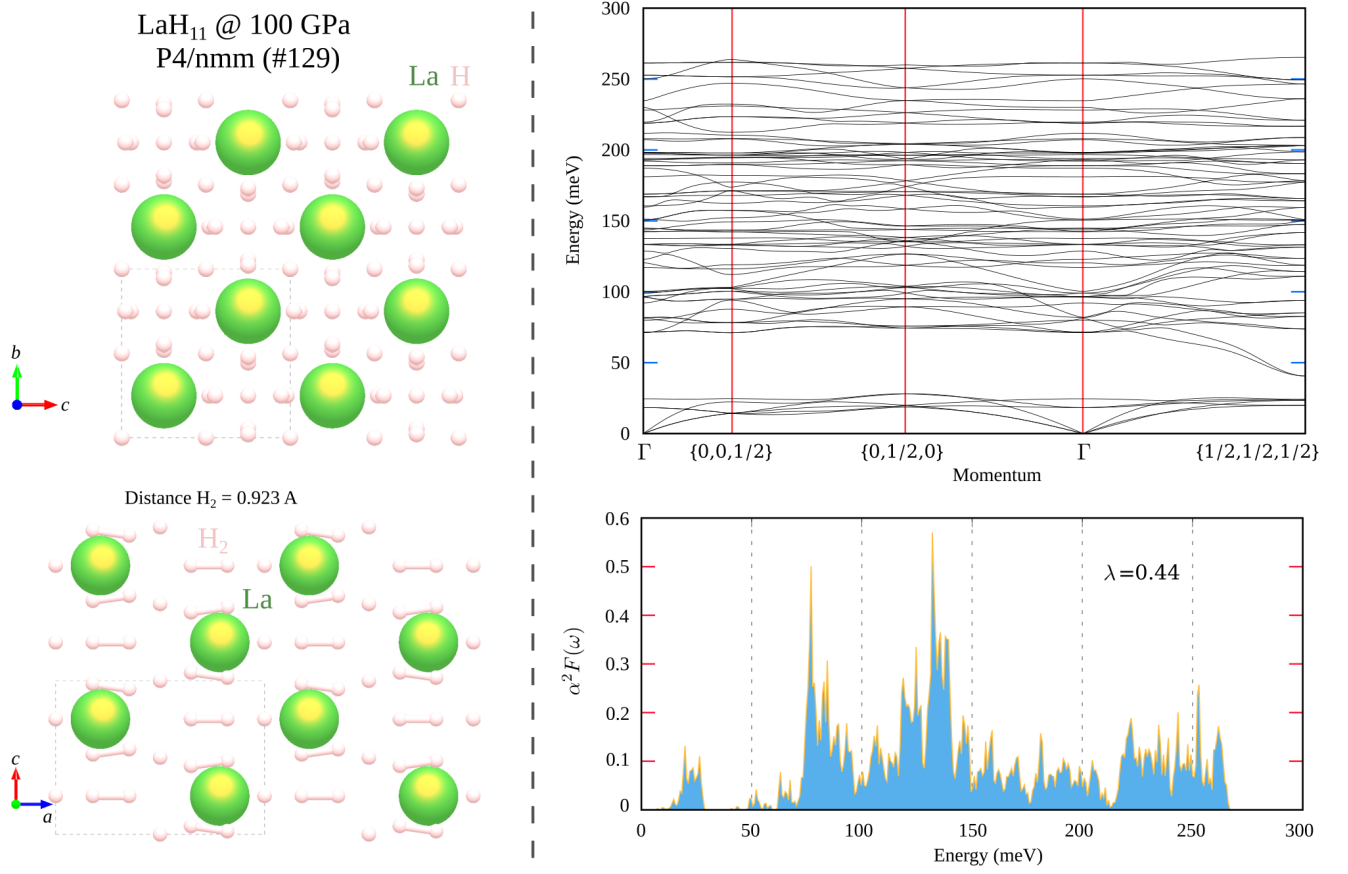 LaH₁₁ @ 100 GPa
P4/nmm (#129)
La H
b
c
Distance H₂ = 0.923 A
H₂
La
c
a
300
250
200
150
100
50
0
Energy (meV)
Γ {0,0,1/2} {0,1/2,0} Γ {1/2,1/2,1/2}
Momentum
0.6
0.5
0.4
0.3
0.2
0.1
0
α²F(ω)
λ=0.44
0 50 100 150 200 250 300
Energy (meV)